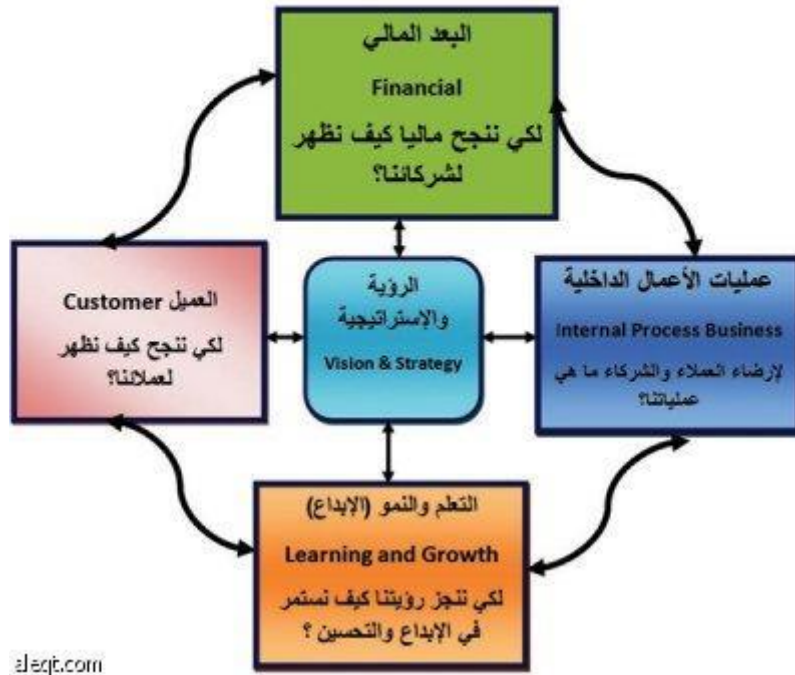 البعد المالي
Financial
لكي ننجح ماليا كيف نظهر
لشركائنا؟
العميل Customer
لكي ننجح كيف نظهر
لعملائنا؟
الرؤية
والإستراتيجية
Vision & Strategy
عمليات الأعمال الداخلية
Internal Process Business
لإرضاء العملاء والشركاء ما هي
عملياتنا؟
التعلم والنمو (الإبداع)
Learning and Growth
لكي ننجز رؤيتنا كيف نستمر
في الإبداع والتحسين ؟
aleqt.com